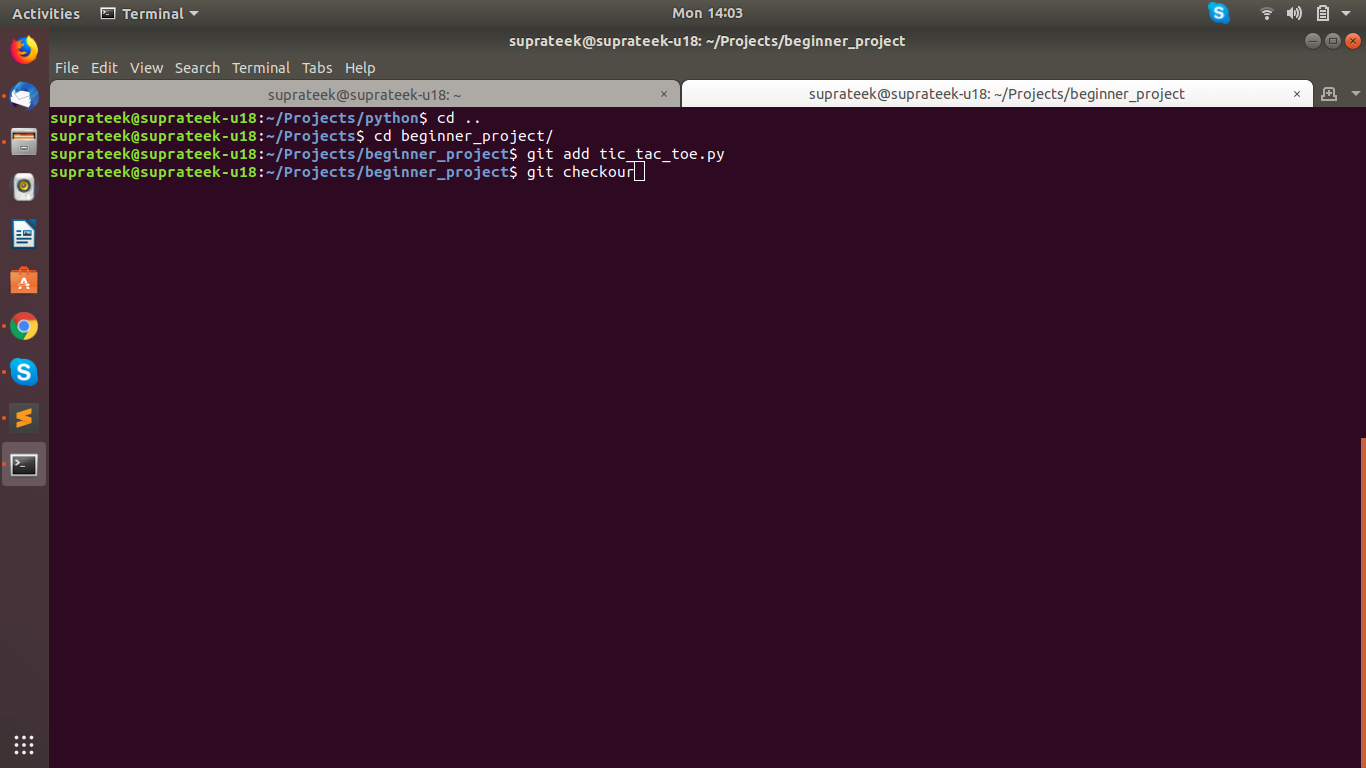 Activities Terminal Mon 14:03
suprateek@suprateek-u18: ~/Projects/beginner_project
File Edit View Search Terminal Tabs Help
suprateek@suprateek-u18: ~ × suprateek@suprateek-u18: ~/Projects/beginner_project ×
suprateek@suprateek-u18:~/Projects/python$ cd ..
suprateek@suprateek-u18:~/Projects$ cd beginner_project/
suprateek@suprateek-u18:~/Projects/beginner_project$ git add tic_tac_toe.py
suprateek@suprateek-u18:~/Projects/beginner_project$ git checkour